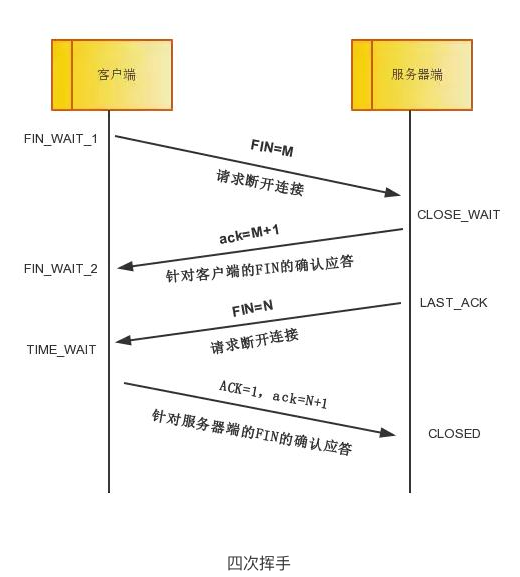 客户端
服务器端
FIN_WAIT_1
FIN=M
请求断开连接
CLOSE_WAIT
ack=M+1
针对客户端的FIN的确认应答
FIN_WAIT_2
LAST_ACK
FIN=N
请求断开连接
TIME_WAIT
ACK=1, ack=N+1
针对服务器端的FIN的确认应答
CLOSED
四次挥手